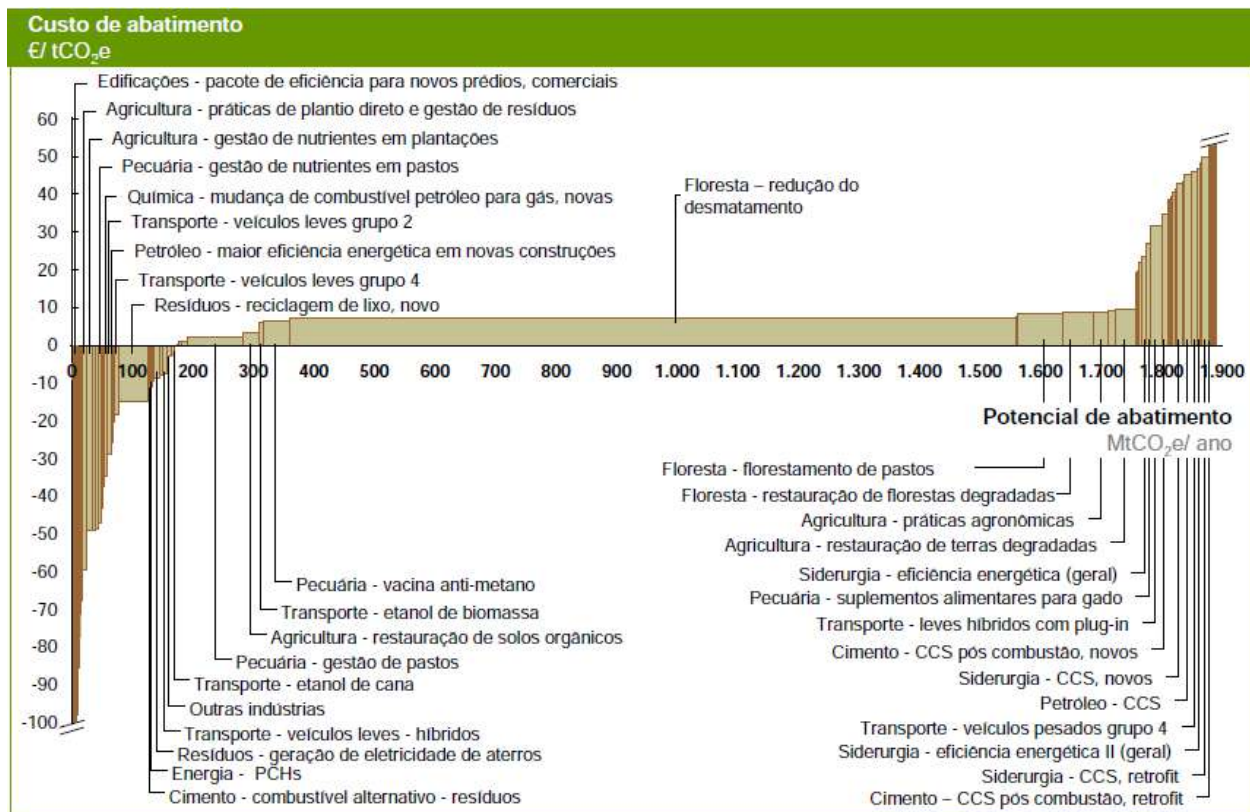 Custo de abatimento
€/ tCO₂e
Edificações - pacote de eficiência para novos prédios, comerciais
Agricultura - práticas de plantio direto e gestão de resíduos
Agricultura - gestão de nutrientes em plantações
Pecuária - gestão de nutrientes em pastos
Química - mudança de combustível petróleo para gás, novas
Transporte - veículos leves grupo 2
Petróleo - maior eficiência energética em novas construções
Transporte - veículos leves grupo 4
Resíduos - reciclagem de lixo, novo
Floresta – redução do
desmatamento
60
50
40
30
20
10
0
-10
-20
-30
-40
-50
-60
-70
-80
-90
-100
0 100 200 300 400 500 600 700 800 900 1.000 1.100 1.200 1.300 1.400 1.500 1.600 1.700 1.800 1.900
Potencial de abatimento
MtCO₂e/ ano
Pecuária - vacina anti-metano
Transporte - etanol de biomassa
Agricultura - restauração de solos orgânicos
Pecuária - gestão de pastos
Transporte - etanol de cana
Outras indústrias
Transporte - veículos leves - híbridos
Resíduos - geração de eletricidade de aterros
Energia - PCHs
Cimento - combustível alternativo - resíduos
Floresta - florestamento de pastos
Floresta - restauração de florestas degradadas
Agricultura - práticas agronômicas
Agricultura - restauração de terras degradadas
Siderurgia - eficiência energética (geral)
Pecuária - suplementos alimentares para gado
Transporte - leves híbridos com plug-in
Cimento - CCS pós combustão, novos
Siderurgia - CCS, novos
Petróleo - CCS
Transporte - veículos pesados grupo 4
Siderurgia - eficiência energética II (geral)
Siderurgia - CCS, retrofit
Cimento – CCS pós combustão, retrofit